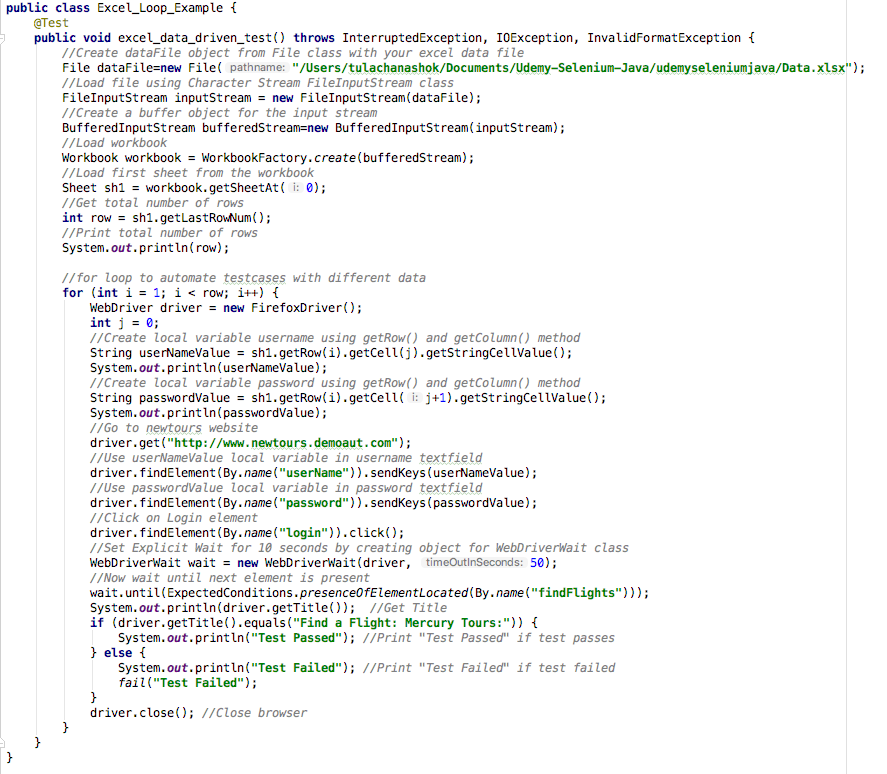 public class Excel_Loop_Example {
@Test
public void excel_data_driven_test() throws InterruptedException, IOException, InvalidFormatException {
//Create dataFile object from File class with your excel data file
File dataFile=new File( pathname: "/Users/tulachanashok/Documents/Udemy-Selenium-Java/udemyseleniumjava/Data.xlsx");
//Load file using Character Stream FileInputStream class
FileInputStream inputStream = new FileInputStream(dataFile);
//Create a buffer object for the input stream
BufferedInputStream bufferedStream=new BufferedInputStream(inputStream);
//Load workbook
Workbook workbook = WorkbookFactory.create(bufferedStream);
//Load first sheet from the workbook
Sheet sh1 = workbook.getSheetAt( i: 0);
//Get total number of rows
int row = sh1.getLastRowNum();
//Print total number of rows
System.out.println(row);
//for loop to automate testcases with different data
for (int i = 1; i < row; i++) {
WebDriver driver = new FirefoxDriver();
int j = 0;
//Create local variable username using getRow() and getColumn() method
String userNameValue = sh1.getRow(i).getCell(j).getStringCellValue();
System.out.println(userNameValue);
//Create local variable password using getRow() and getColumn() method
String passwordValue = sh1.getRow(i).getCell( i: j+1).getStringCellValue();
System.out.println(passwordValue);
//Go to newtours website
driver.get("http://www.newtours.demoaut.com");
//Use userNameValue local variable in username textfield
driver.findElement(By.name("userName")).sendKeys(userNameValue);
//Use passwordValue local variable in password textfield
driver.findElement(By.name("password")).sendKeys(passwordValue);
//Click on Login element
driver.findElement(By.name("login")).click();
//Set Explicit Wait for 10 seconds by creating object for WebDriverWait class
WebDriverWait wait = new WebDriverWait(driver, timeOutInSeconds: 50);
//Now wait until next element is present
wait.until(ExpectedConditions.presenceOfElementLocated(By.name("findFlights")));
System.out.println(driver.getTitle()); //Get Title
if (driver.getTitle().equals("Find a Flight: Mercury Tours:")) {
System.out.println("Test Passed"); //Print "Test Passed" if test passes
} else {
System.out.println("Test Failed"); //Print "Test Failed" if test failed
fail("Test Failed");
}
driver.close(); //Close browser
}
}
}